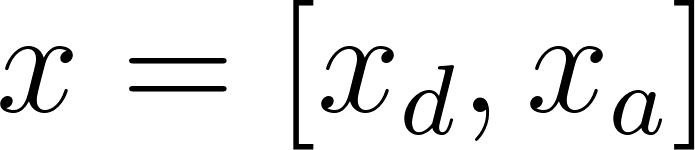 x = [x_d, x_a]